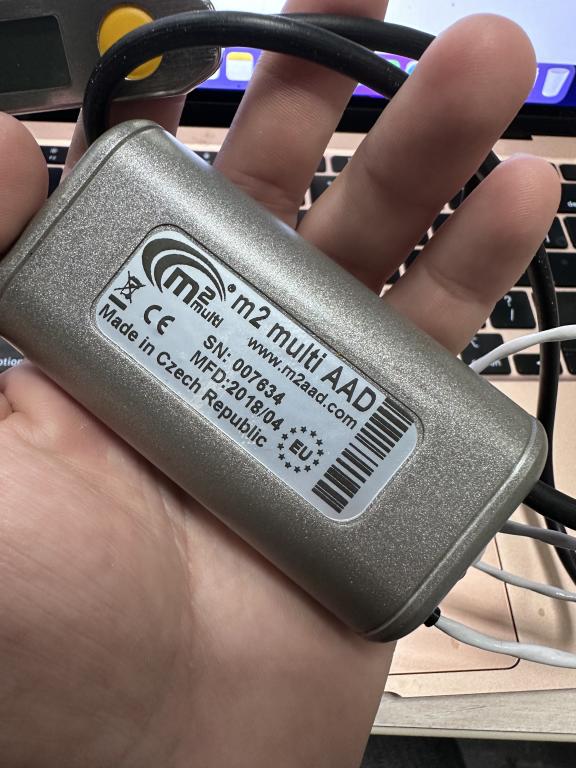 m2
multi
®
m2 multi AAD
www.m2aad.com
CE
SN: 007634
MFD:2018/04
Made in Czech Republic
EU